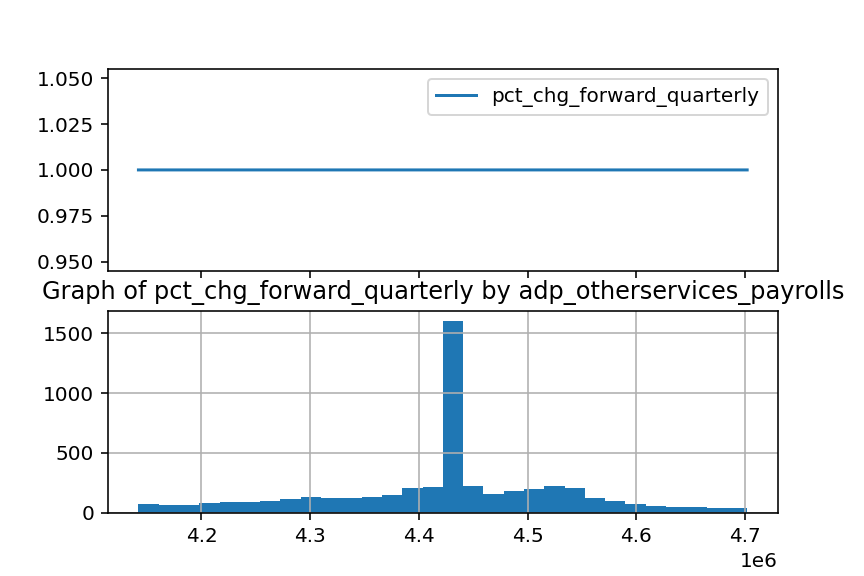 1.050
pct_chg_forward_quarterly
1.025
1.000
0.975
0.950
Graph of pct_chg_forward_quarterly by adp_otherservices_payrolls
1500
1000
500
0
4.2 4.3 4.4 4.5 4.6 4.7
1e6